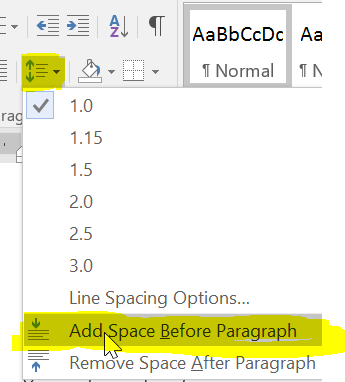 A
Z
AaBbCcDc
¶ Normal
¶ N
1.0
1.15
1.5
2.0
2.5
3.0
Line Spacing Options...
Add Space Before Paragraph
Remove Space After Paragraph